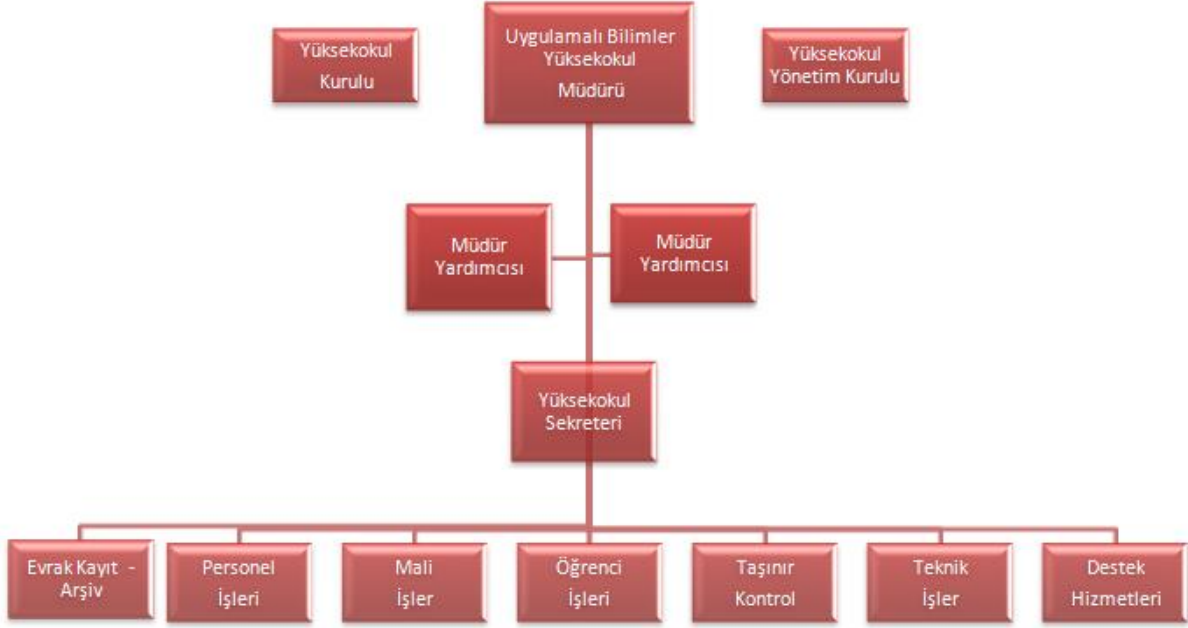 Yüksekokul
Kurulu
Uygulamalı Bilimler
Yüksekokul
Müdürü
Yüksekokul
Yönetim Kurulu
Müdür
Yardımcısı
Müdür
Yardımcısı
Yüksekokul
Sekreteri
Evrak Kayıt -
Arşiv
Personel
İşleri
Mali
İşler
Öğrenci
İşleri
Taşınır
Kontrol
Teknik
İşler
Destek
Hizmetleri